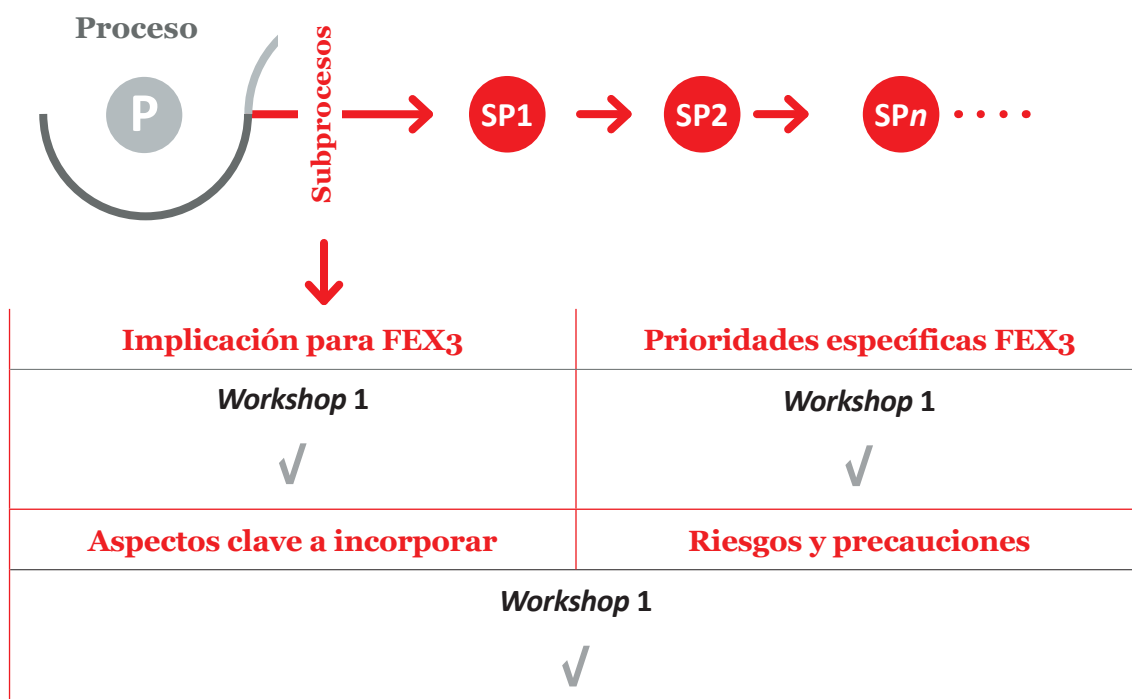 Proceso
P
Subprocesos
SP1
SP2
SPn
Implicación para FEX3
Prioridades específicas FEX3
Workshop 1
Workshop 1
√
√
Aspectos clave a incorporar
Riesgos y precauciones
Workshop 1
√